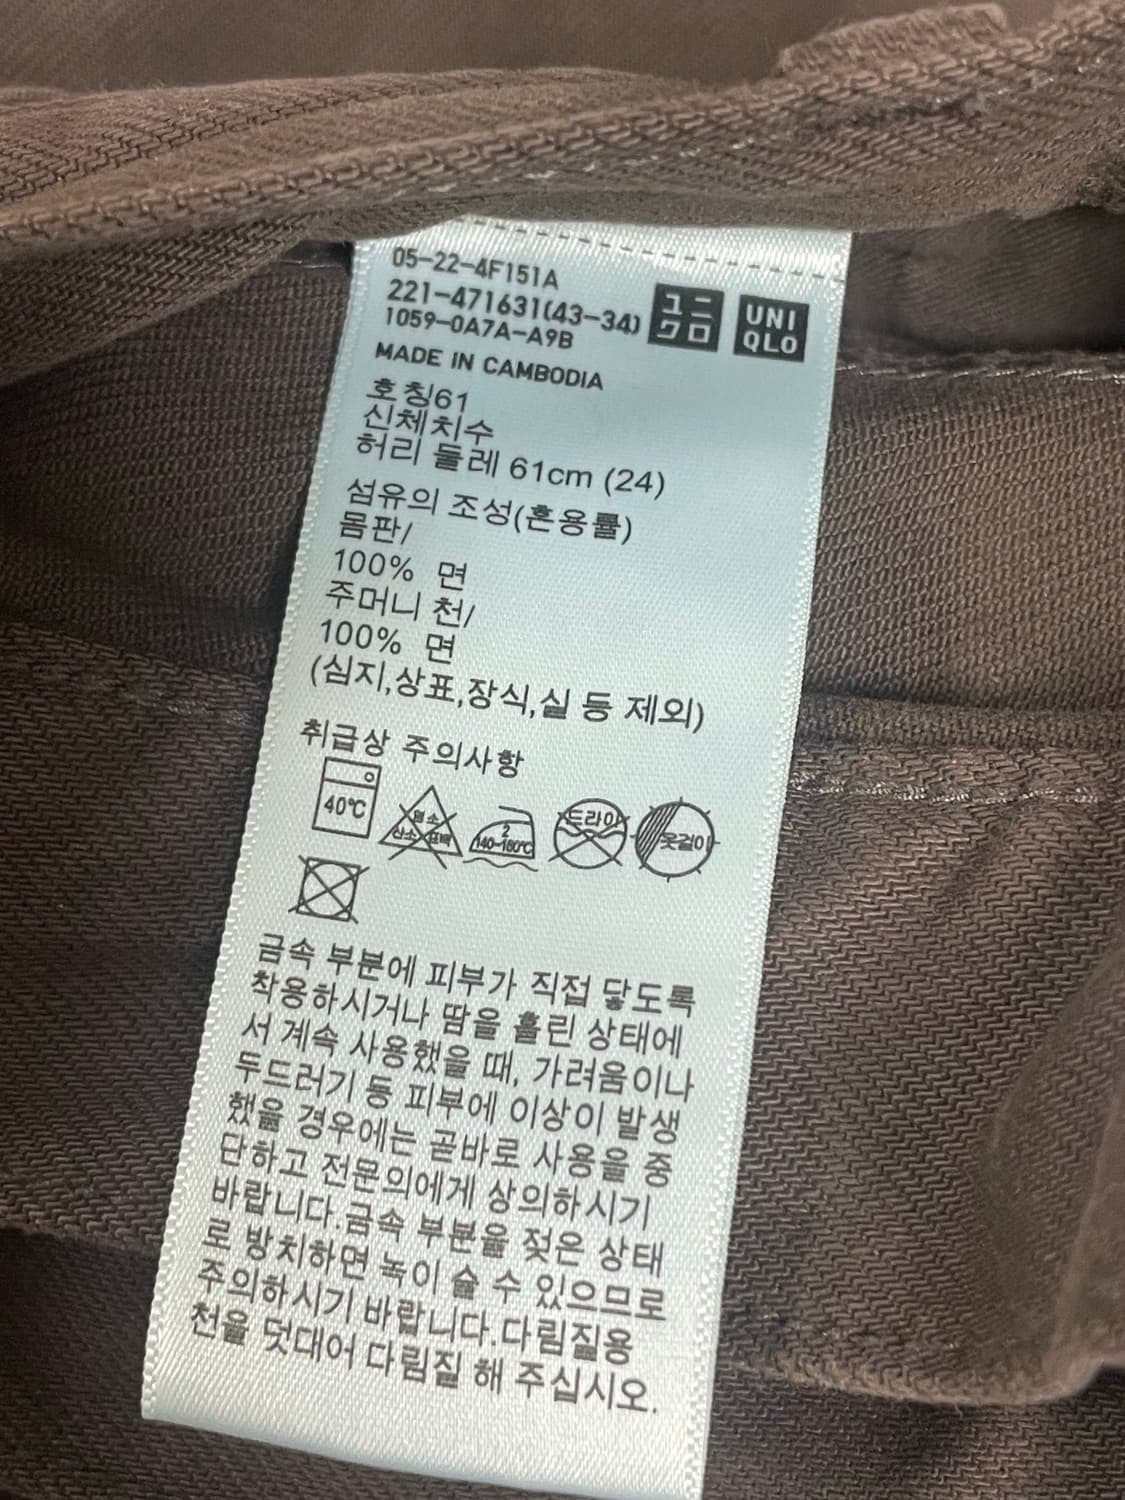 05-22-4F151A
221-471631(43-34)
1059-0A7A-A9B
ユニ
クロ
UNI
QLO
MADE IN CAMBODIA
호칭61
신체치수
허리 둘레 61cm (24)
섬유의 조성(혼용률)
몸판/
100% 면
주머니 천/
100% 면
(심지,상표,장식,실 등 제외)
취급상 주의사항
40℃
염소
산소 표백
2
140~160℃
드라이
옷걸이
금속 부분에 피부가 직접 닿도록
착용하시거나 땀을 흘린 상태에
서 계속 사용했을 때, 가려움이나
두드러기 등 피부에 이상이 발생
했을 경우에는 곧바로 사용을 중
단하고 전문의에게 상의하시기
바랍니다.금속 부분을 젖은 상태
로 방치하면 녹이 슬 수 있으므로
주의하시기 바랍니다.다림질용
천을 덧대어 다림질 해 주십시오.